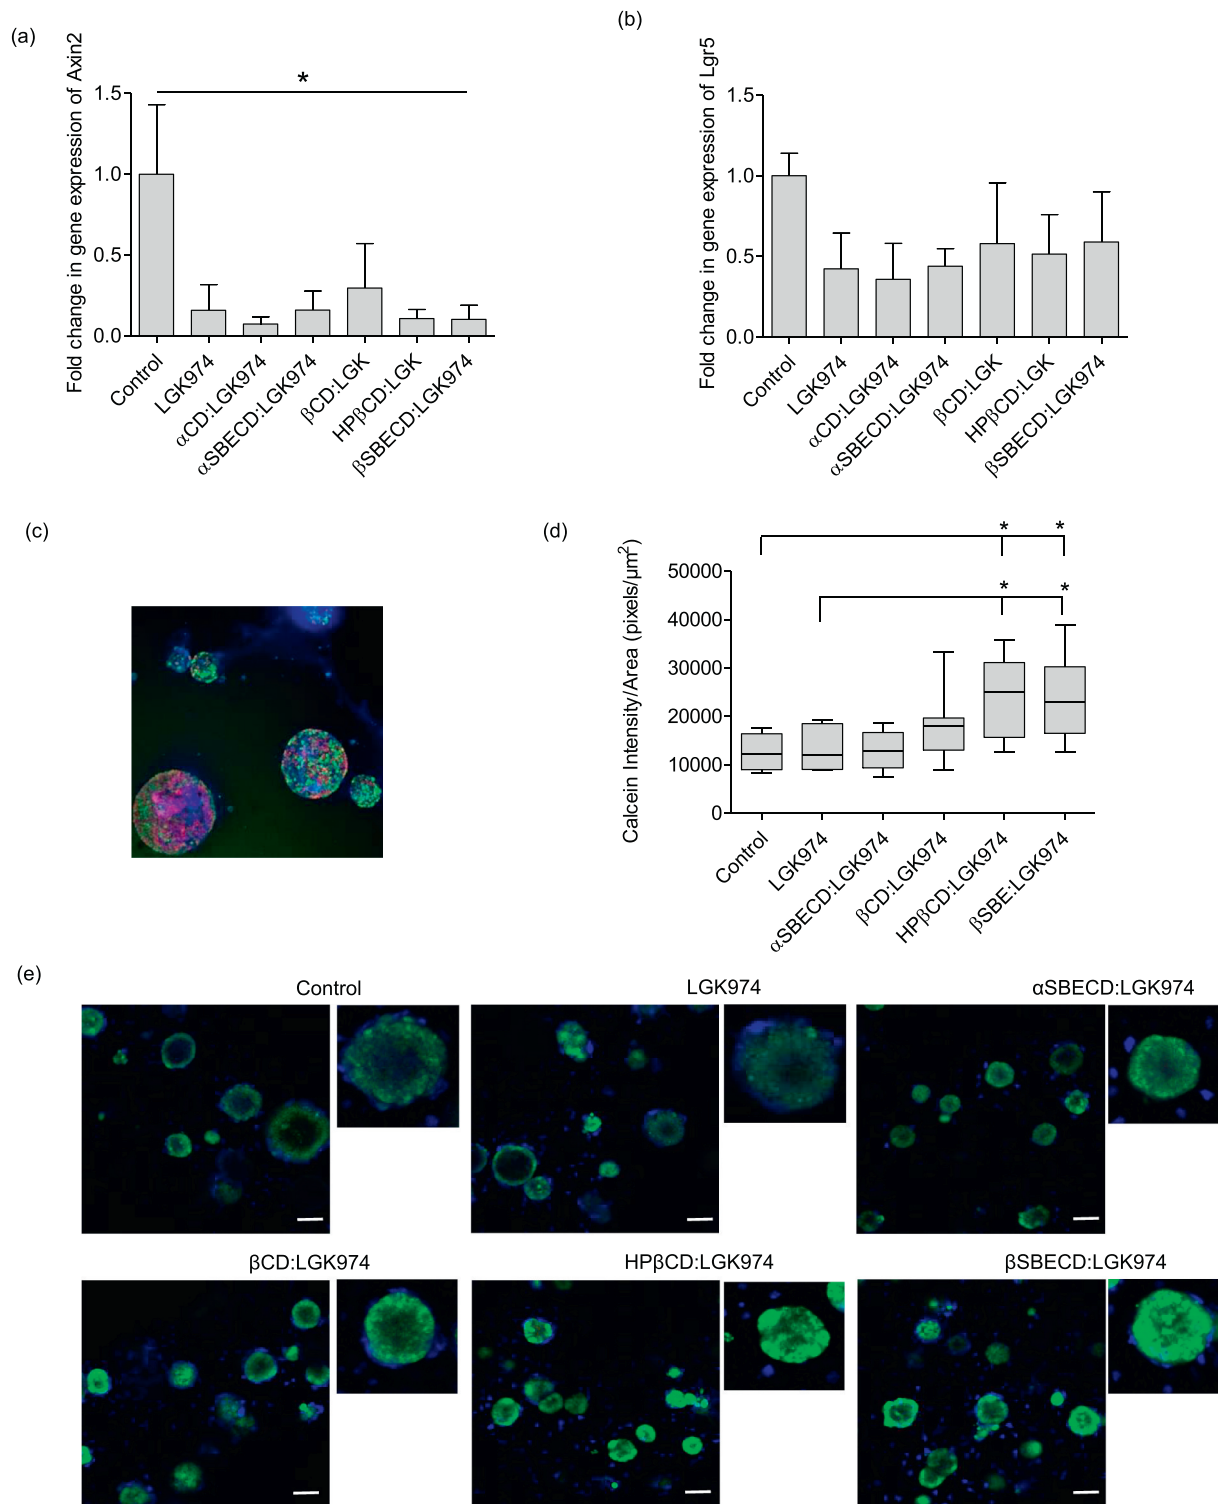 (a)
Fold change in gene expression of Axin2
*
1.5
1.0
0.5
0.0
Control
LGK974
αCD:LGK974
αSBECD:LGK974
βCD:LGK
HPβCD:LGK
βSBECD:LGK974
(b)
Fold change in gene expression of Lgr5
1.5
1.0
0.5
0.0
Control
LGK974
αCD:LGK974
αSBECD:LGK974
βCD:LGK
HPβCD:LGK
βSBECD:LGK974
(c)
(d)
Calcein Intensity/Area (pixels/µm²)
* *
* *
50000
40000
30000
20000
10000
0
Control
LGK974
αSBECD:LGK974
βCD:LGK974
HPβCD:LGK974
βSBE:LGK974
(e)
Control
LGK974
αSBECD:LGK974
βCD:LGK974
HPβCD:LGK974
βSBECD:LGK974